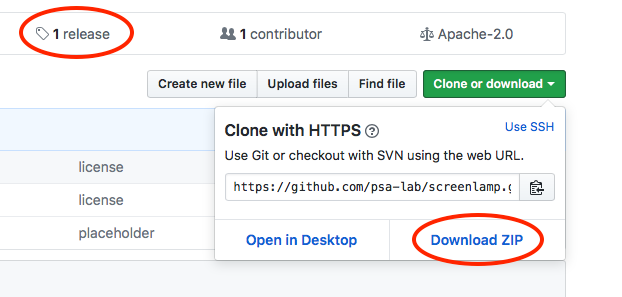 1 release
1 contributor
Apache-2.0
Create new file
Upload files
Find file
Clone or download
Clone with HTTPS ?
Use SSH
Use Git or checkout with SVN using the web URL.
https://github.com/psa-lab/screenlamp.g
license
license
placeholder
Open in Desktop
Download ZIP